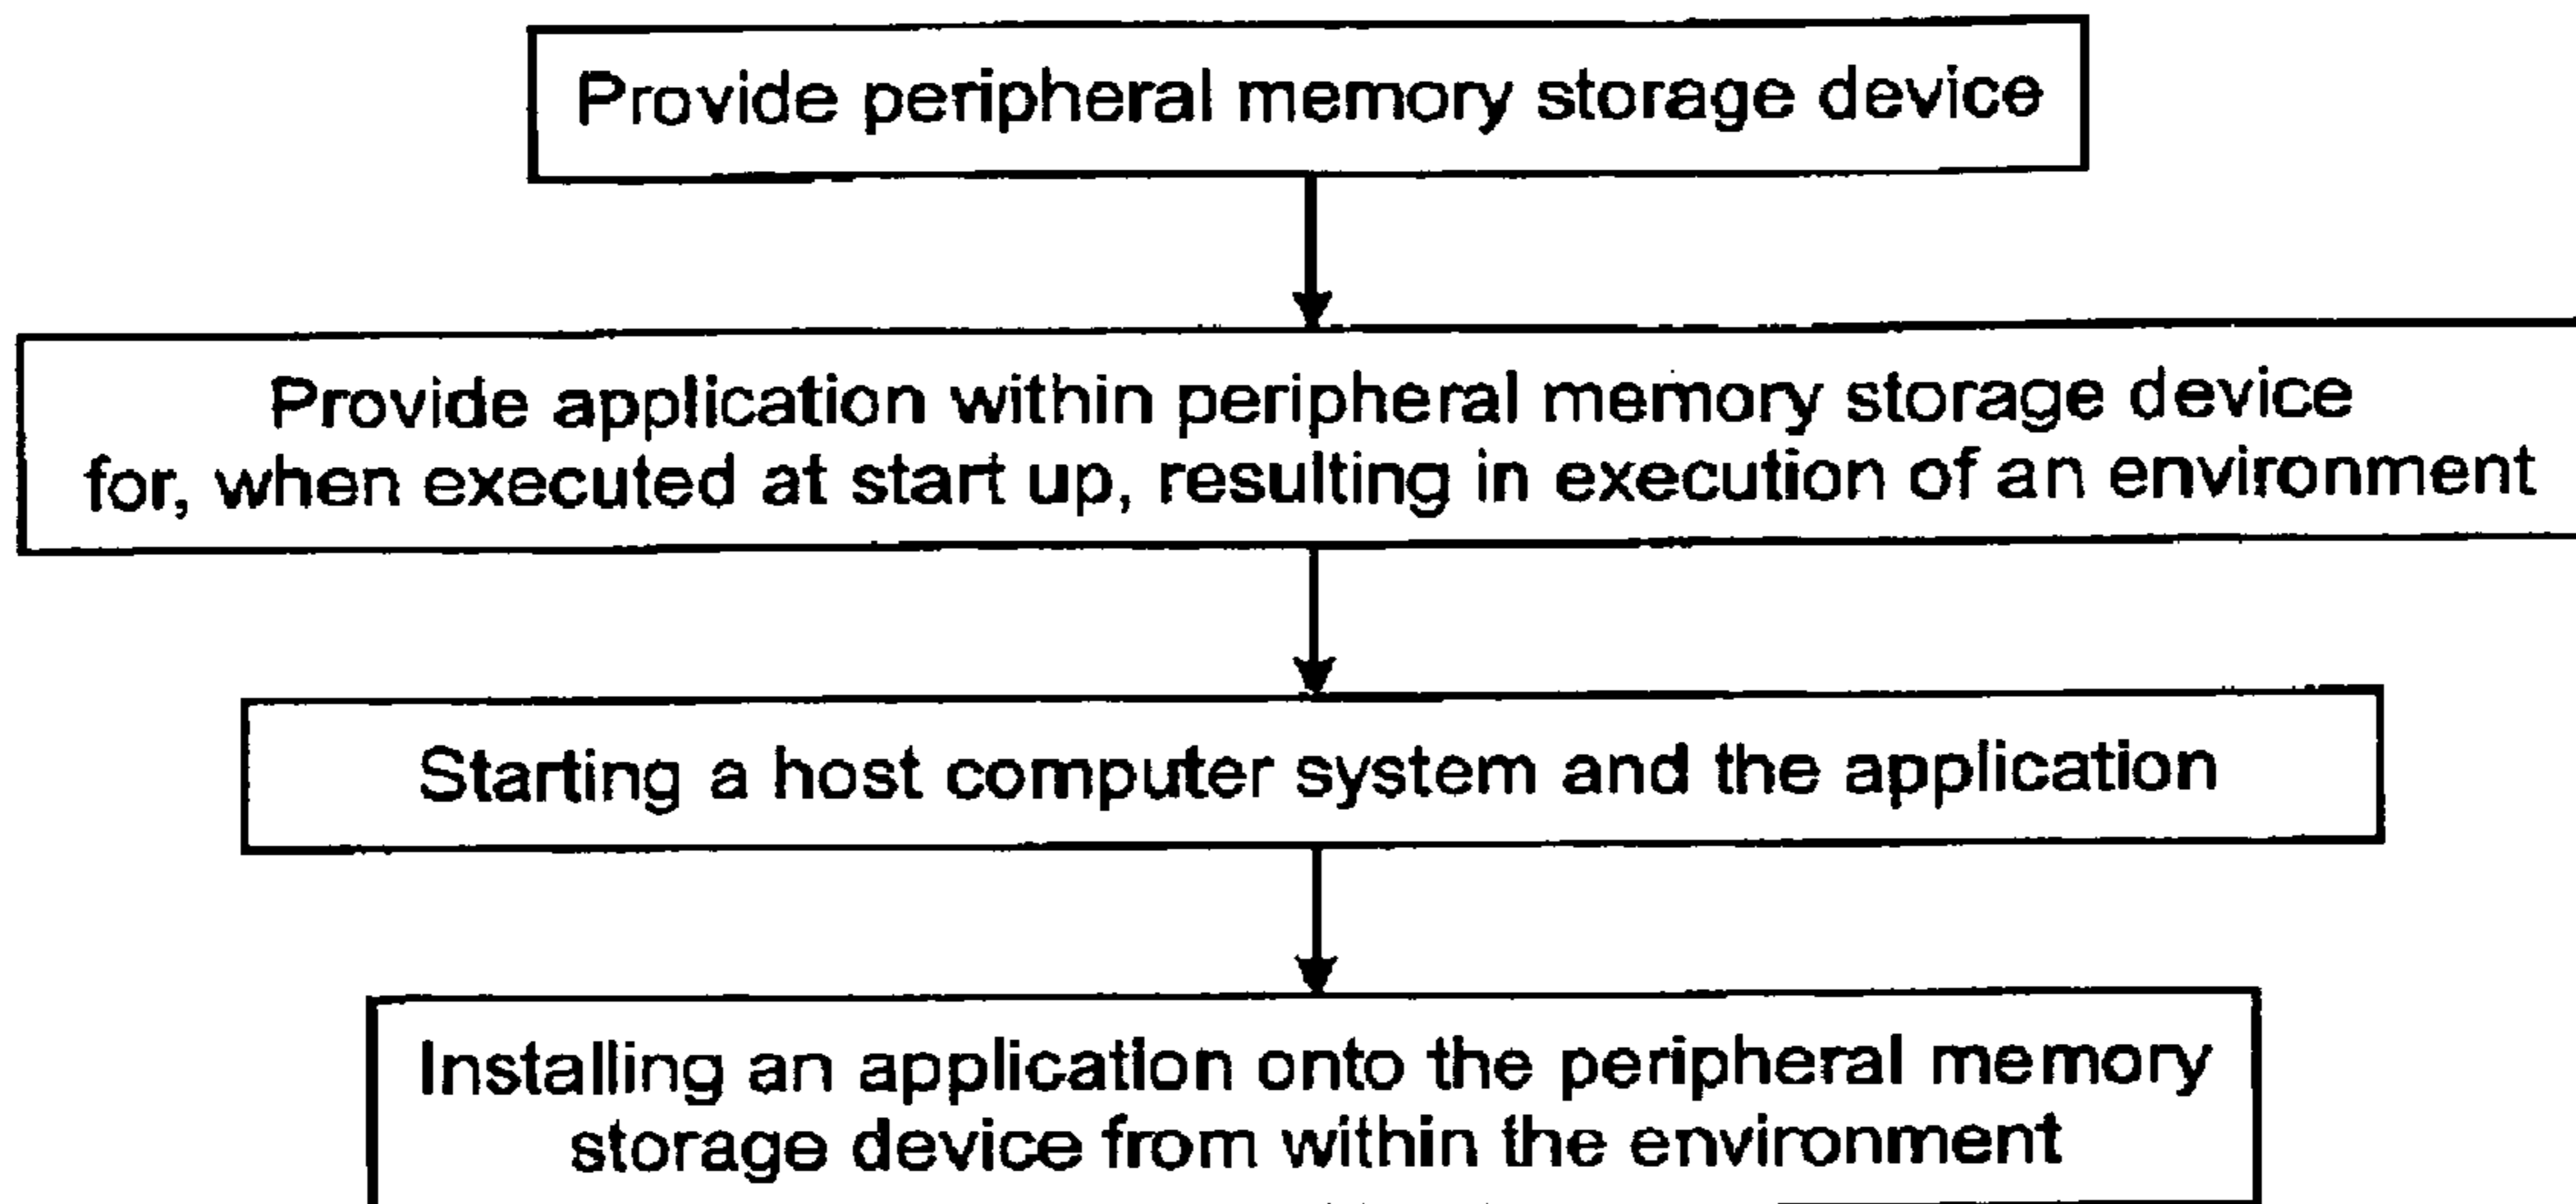 Provide peripheral memory storage device
Provide application within peripheral memory storage device
for, when executed at start up, resulting in execution of an environment
Starting a host computer system and the application
Installing an application onto the peripheral memory
storage device from within the environment